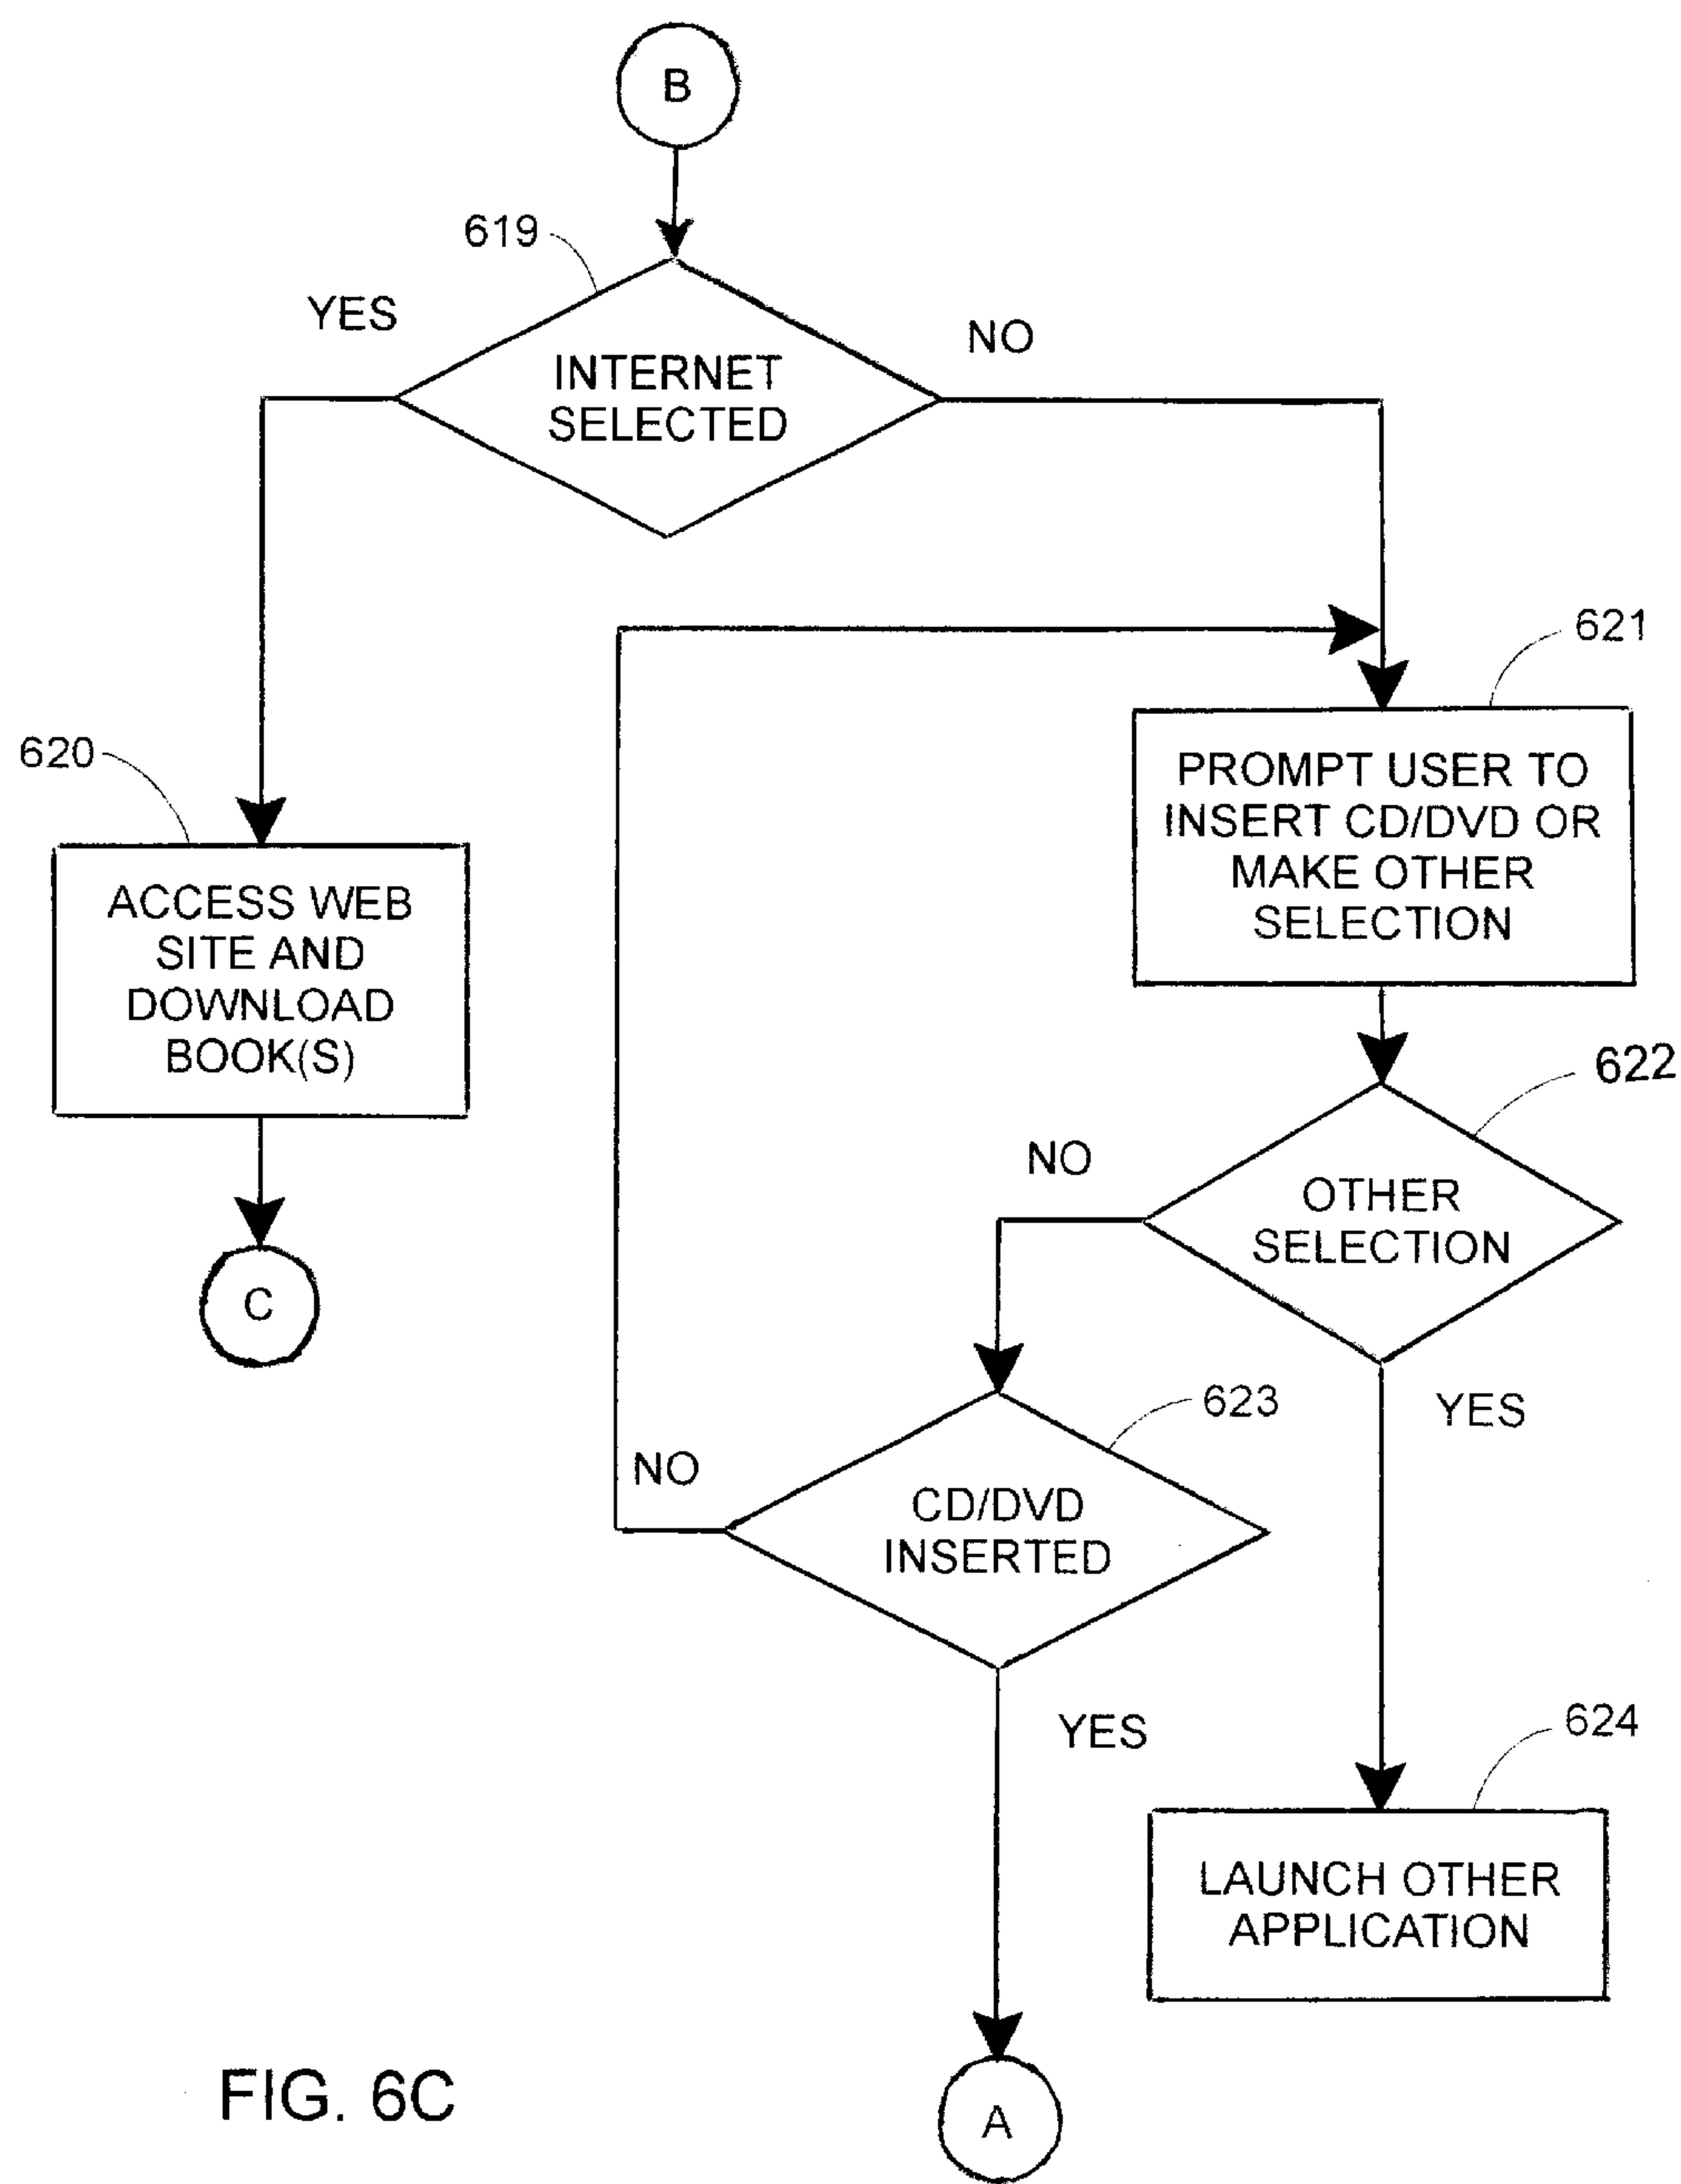 B
619
YES
NO
INTERNET
SELECTED
621
620
PROMPT USER TO
INSERT CD/DVD OR
MAKE OTHER
SELECTION
ACCESS WEB
SITE AND
DOWNLOAD
BOOK(S)
622
NO
OTHER
SELECTION
C
623
YES
NO
CD/DVD
INSERTED
YES
624
LAUNCH OTHER
APPLICATION
FIG. 6C
A